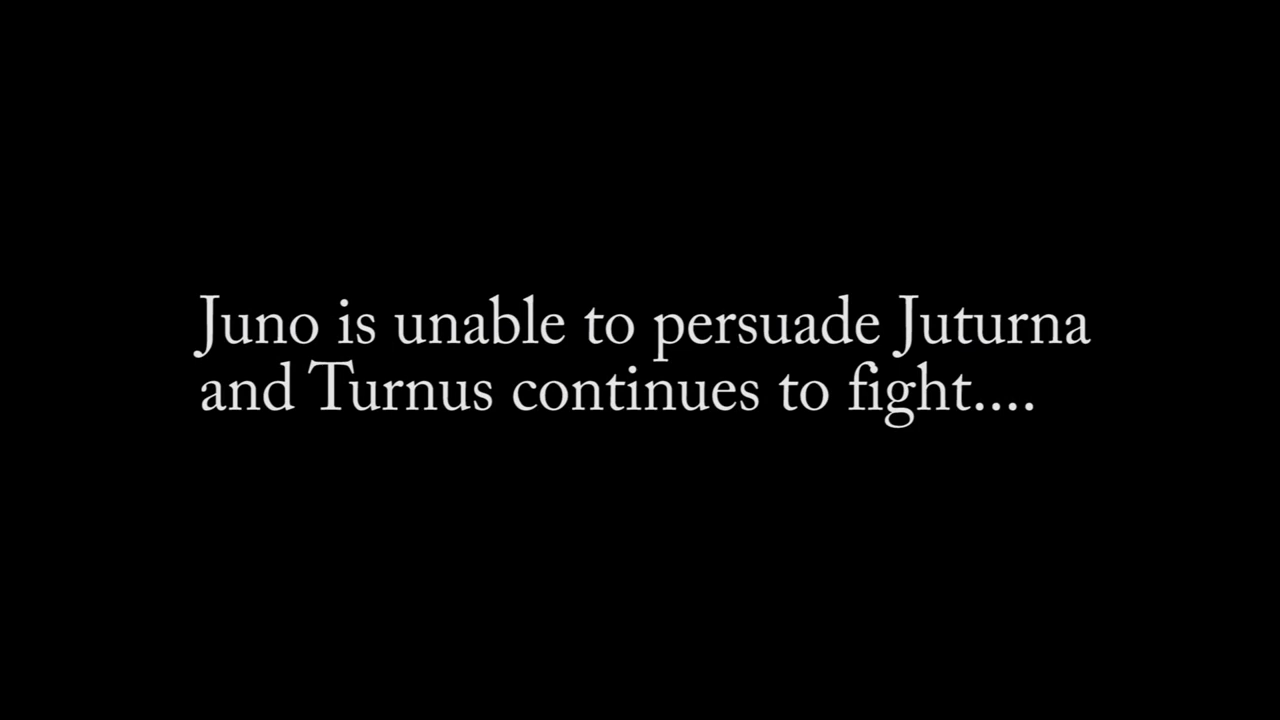 Juno is unable to persuade Juturna
and Turnus continues to fight....